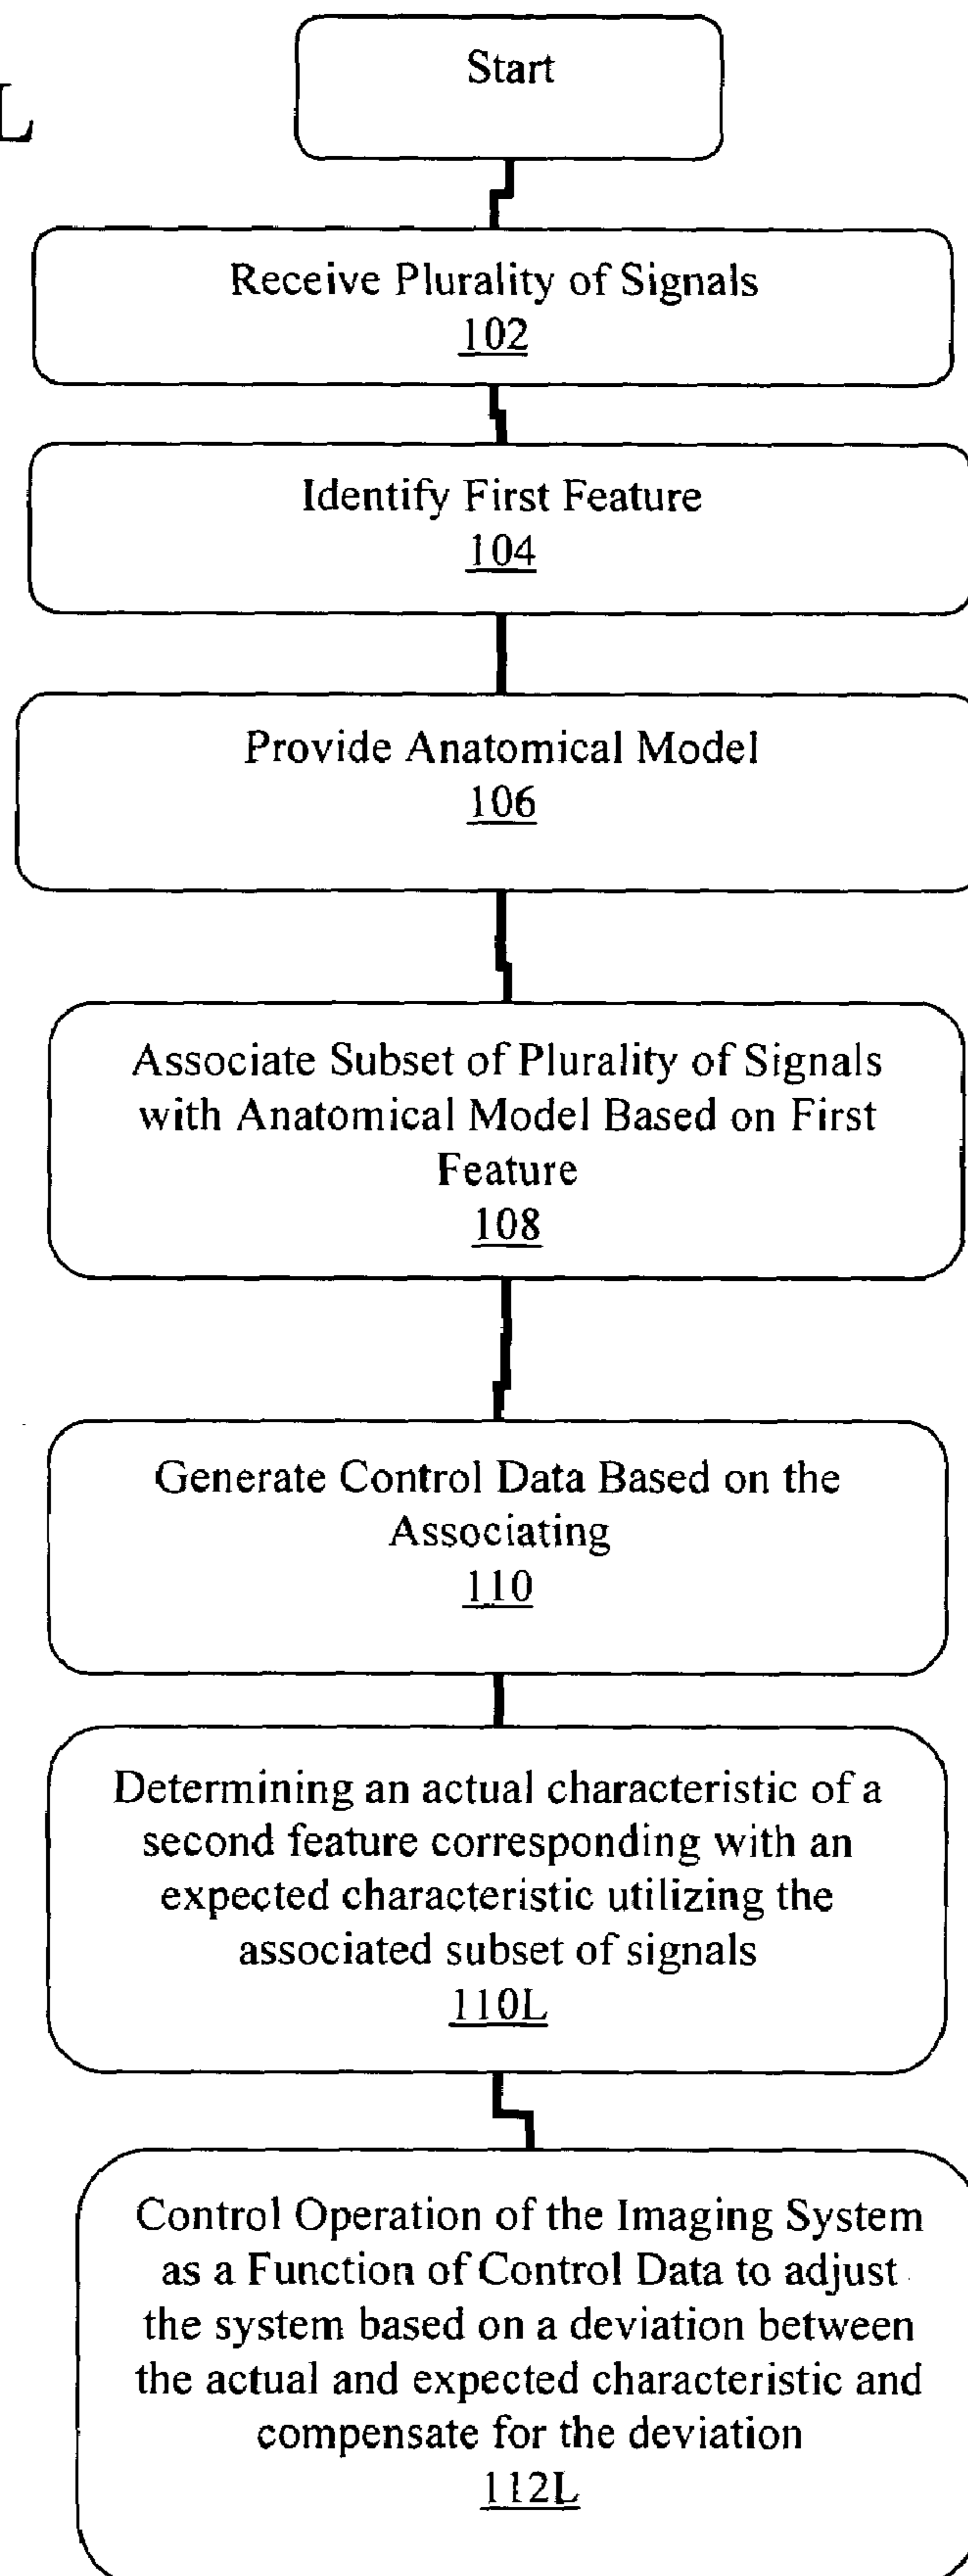 L
Start
Receive Plurality of Signals
102
Identify First Feature
104
Provide Anatomical Model
106
Associate Subset of Plurality of Signals
with Anatomical Model Based on First
Feature
108
Generate Control Data Based on the
Associating
110
Determining an actual characteristic of a
second feature corresponding with an
expected characteristic utilizing the
associated subset of signals
110L
Control Operation of the Imaging System
as a Function of Control Data to adjust
the system based on a deviation between
the actual and expected characteristic and
compensate for the deviation
112L